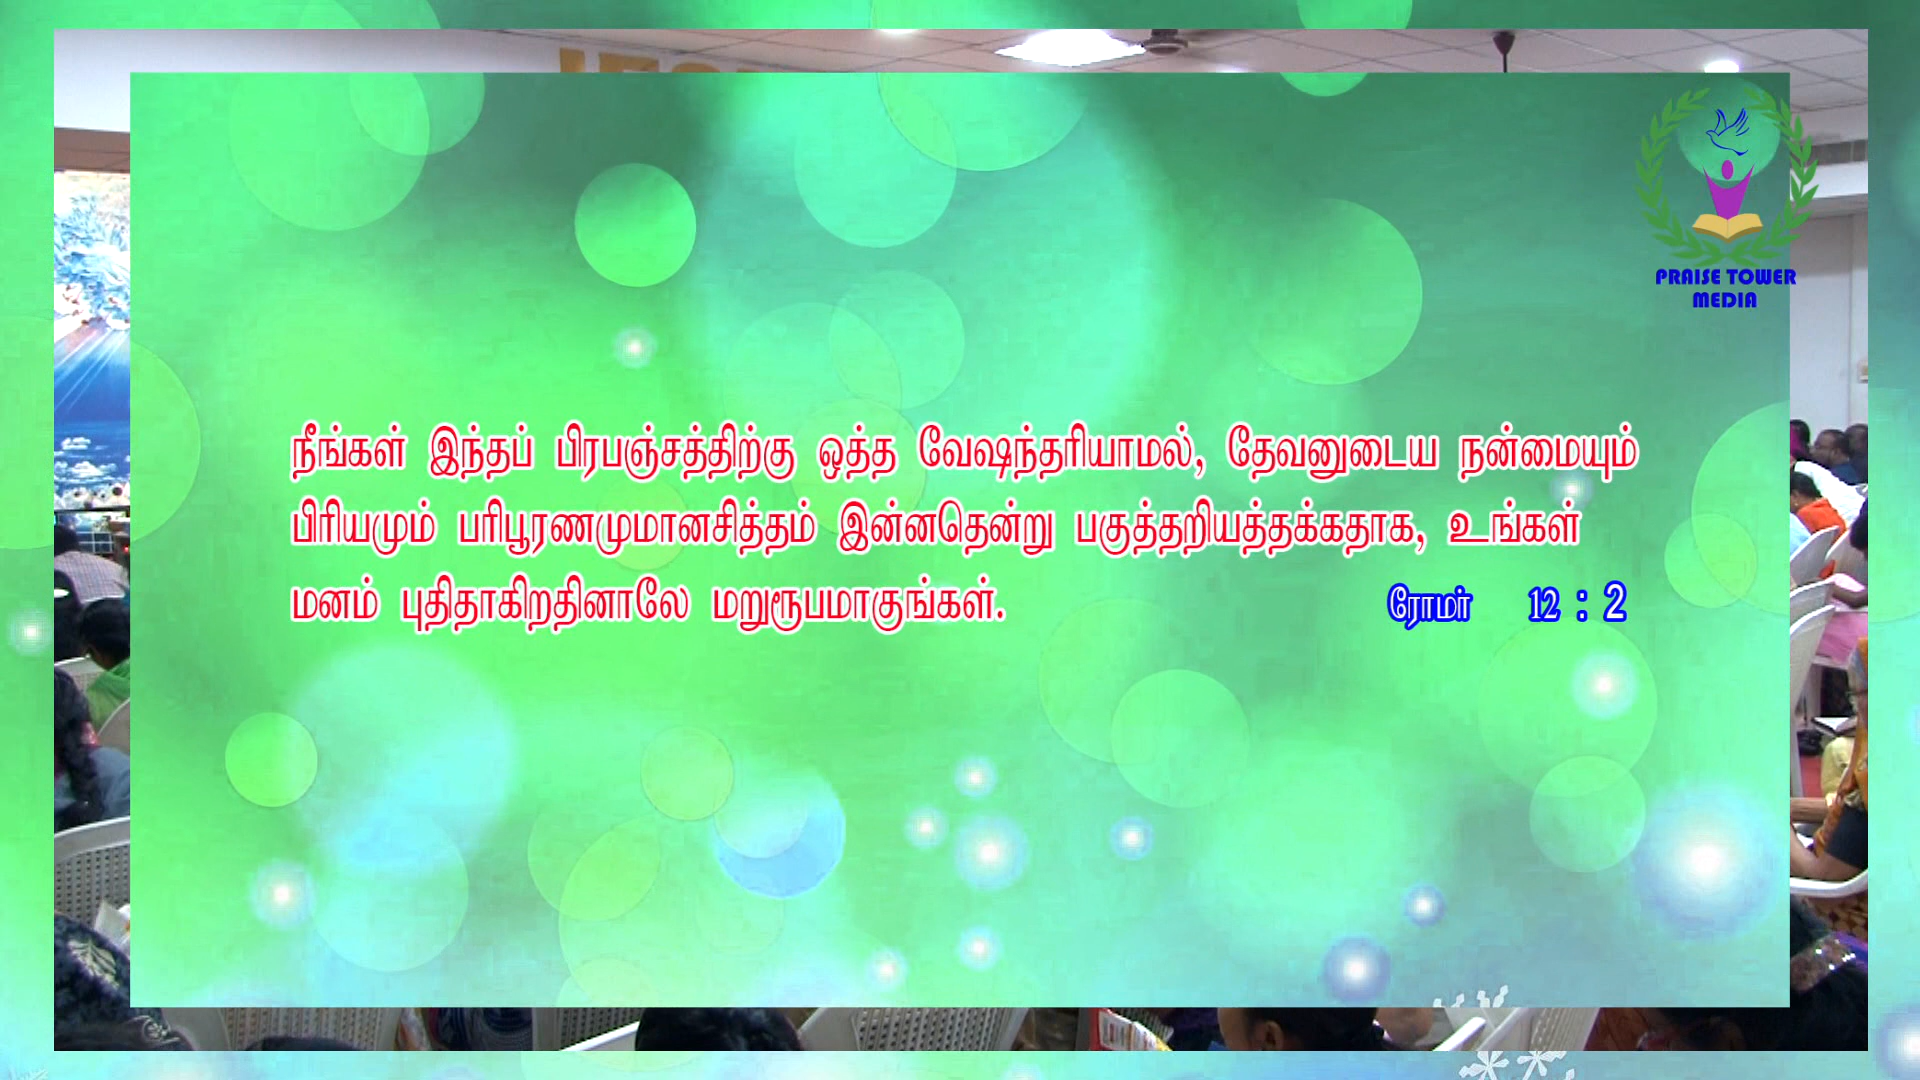 PRAISE TOWER
MEDIA
நீங்கள் இந்தப் பிரபஞ்சத்திற்கு ஒத்த வேஷந்தரியாமல், தேவனுடைய நன்மையும்
பிரியமும் பரிபூரணமுமானசித்தம் இன்னதென்று பகுத்தறியத்தக்கதாக, உங்கள்
மனம் புதிதாகிறதினாலே மறுரூபமாகுங்கள்.
ரோமர் 12 : 2